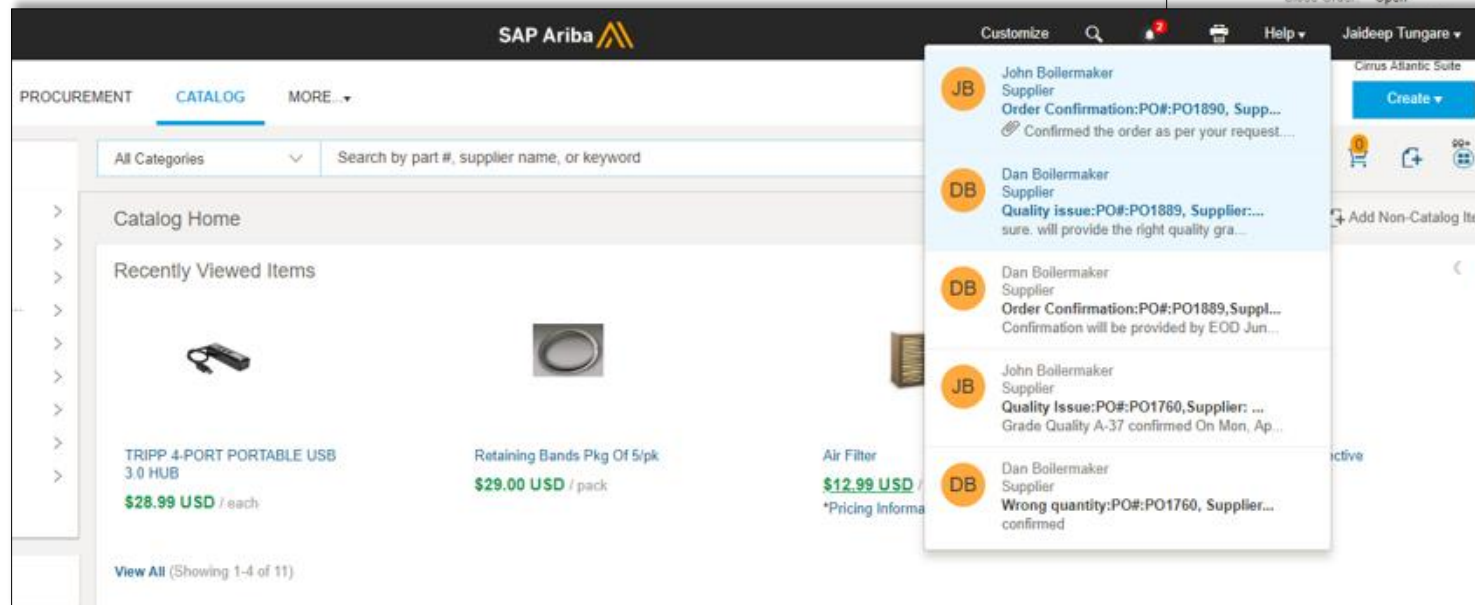 SAP Ariba
Customize
2
Help
Jaideep Tungare
Cirrus Atlantic Suite
PROCUREMENT
CATALOG
MORE...
Create
All Categories
Search by part #, supplier name, or keyword
0
99+
Catalog Home
Add Non-Catalog Ite
Recently Viewed Items
TRIPP 4-PORT PORTABLE USB
3.0 HUB
$28.99 USD / each
Retaining Bands Pkg Of 5/pk
$29.00 USD / pack
Air Filter
$12.99 USD /
*Pricing Informa
ective
View All (Showing 1-4 of 11)
JB
John Boilermaker
Supplier
Order Confirmation:PO#:PO1890, Supp...
Confirmed the order as per your request....
DB
Dan Boilermaker
Supplier
Quality issue:PO#:PO1889, Supplier:...
sure. will provide the right quality gra...
DB
Dan Boilermaker
Supplier
Order Confirmation:PO#:PO1889,Suppl...
Confirmation will be provided by EOD Jun...
JB
John Boilermaker
Supplier
Quality Issue:PO#:PO1760,Supplier: ...
Grade Quality A-37 confirmed On Mon, Ap...
DB
Dan Boilermaker
Supplier
Wrong quantity:PO#:PO1760, Supplier...
confirmed